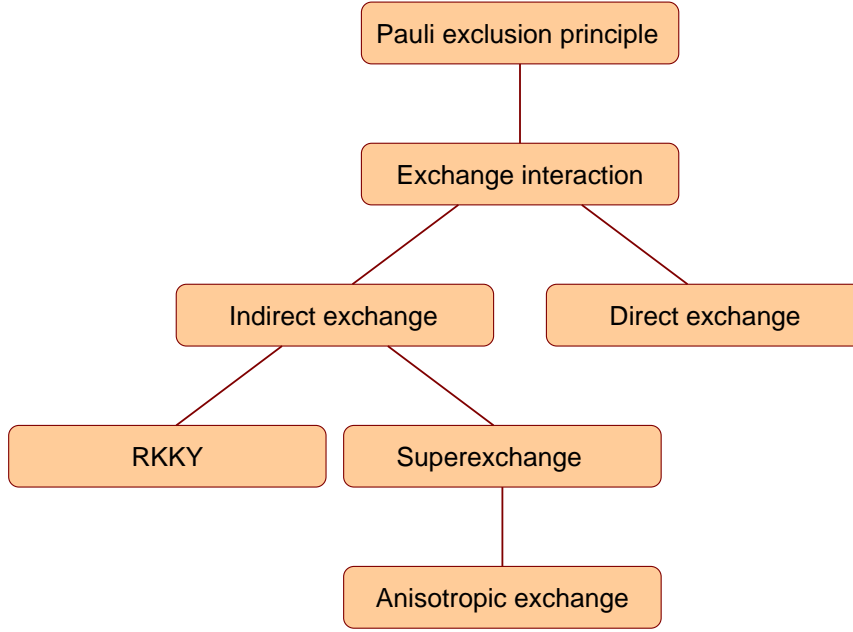 Pauli exclusion principle
Exchange interaction
Indirect exchange
Direct exchange
RKKY
Superexchange
Anisotropic exchange